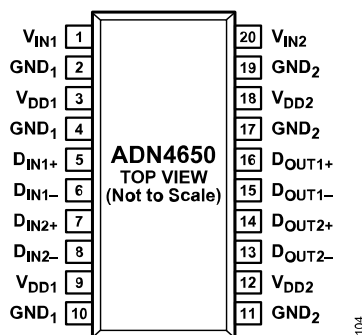 V_IN1 1 20 V_IN2
GND_1 2 19 GND_2
V_DD1 3 18 V_DD2
GND_1 4 17 GND_2
D_IN1+ 5 16 D_OUT1+
D_IN1– 6 15 D_OUT1–
D_IN2+ 7 14 D_OUT2+
D_IN2– 8 13 D_OUT2–
V_DD1 9 12 V_DD2
GND_1 10 11 GND_2
ADN4650
TOP VIEW
(Not to Scale)
104